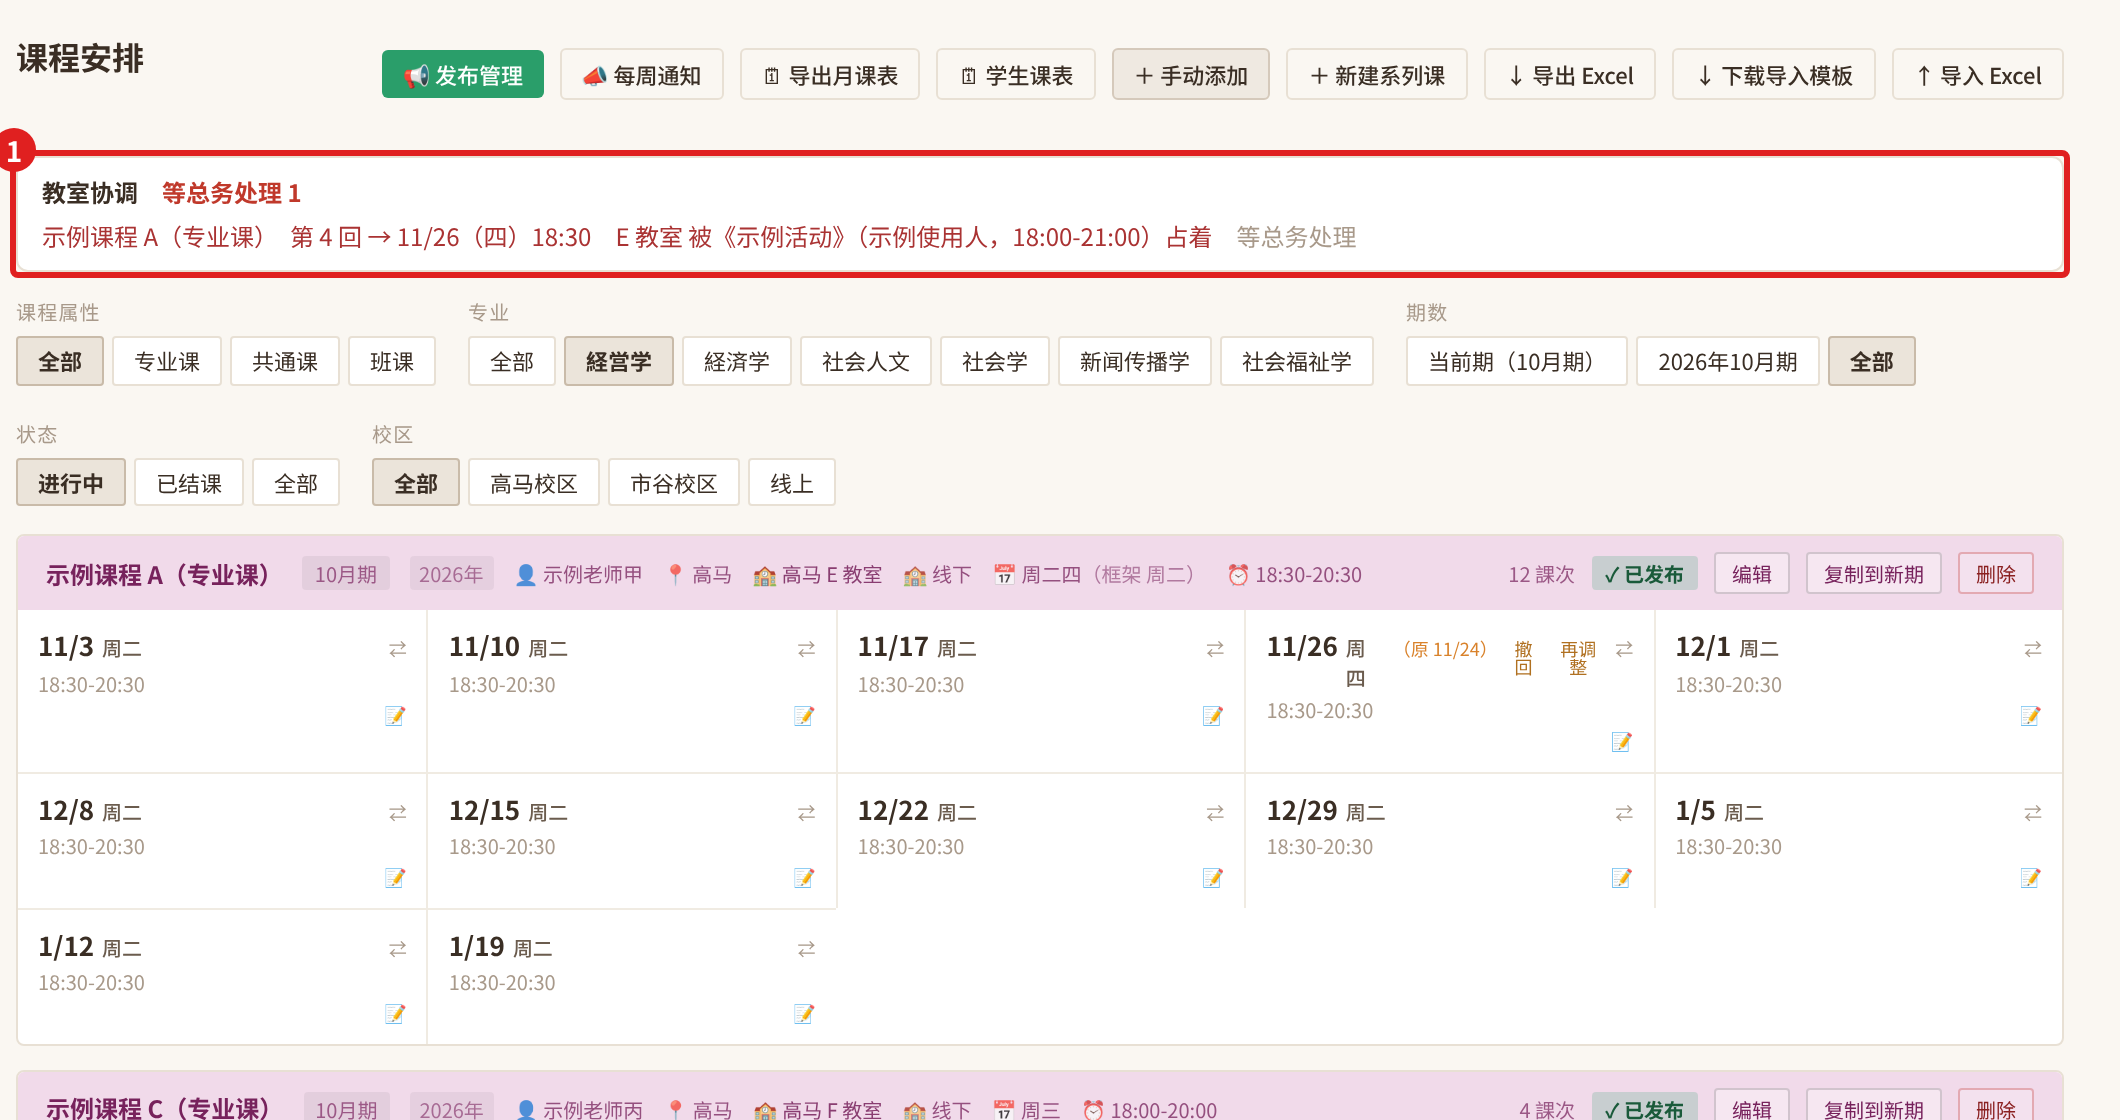 课程安排
📢 发布管理 📣 每周通知 🗓 导出月课表 🗓 学生课表 ＋ 手动添加 ＋ 新建系列课 ↓ 导出 Excel ↓ 下载导入模板 ↑ 导入 Excel
1
教室协调 等总务处理 1
示例课程 A（专业课） 第 4 回 → 11/26（四）18:30 E 教室 被《示例活动》（示例使用人，18:00-21:00）占着 等总务处理
课程属性 专业 期数
全部 专业课 共通课 班课 全部 経営学 経済学 社会人文 社会学 新闻传播学 社会福祉学 当前期（10月期） 2026年10月期 全部
状态 校区
进行中 已结课 全部 全部 高马校区 市谷校区 线上
示例课程 A（专业课） 10月期 2026年 👤 示例老师甲 📍 高马 🏫 高马 E 教室 🏫 线下 📅 周二四（框架 周二） ⏰ 18:30-20:30 12 課次 ✓ 已发布 编辑 复制到新期 删除
11/3 周二 ⇄ 11/10 周二 ⇄ 11/17 周二 ⇄ 11/26 周四 （原 11/24） 撤回 再调整 ⇄ 12/1 周二 ⇄
18:30-20:30 18:30-20:30 18:30-20:30 18:30-20:30 18:30-20:30
12/8 周二 ⇄ 12/15 周二 ⇄ 12/22 周二 ⇄ 12/29 周二 ⇄ 1/5 周二 ⇄
18:30-20:30 18:30-20:30 18:30-20:30 18:30-20:30 18:30-20:30
1/12 周二 ⇄ 1/19 周二 ⇄
18:30-20:30 18:30-20:30
示例课程 C（专业课） 10月期 2026年 👤 示例老师丙 📍 高马 🏫 高马 F 教室 🏫 线下 📅 周三 ⏰ 18:00-20:00 4 課次 ✓ 已发布 编辑 复制到新期 删除